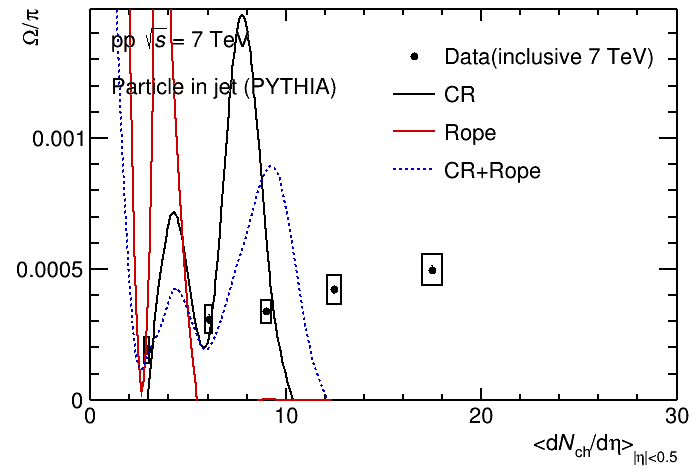 Ω/π
pp √s = 7 TeV
Particle in jet (PYTHIA)
Data(inclusive 7 TeV)
CR
Rope
CR+Rope
0.001
0.0005
0
0 10 20 30
<dNch/dη>|η|<0.5